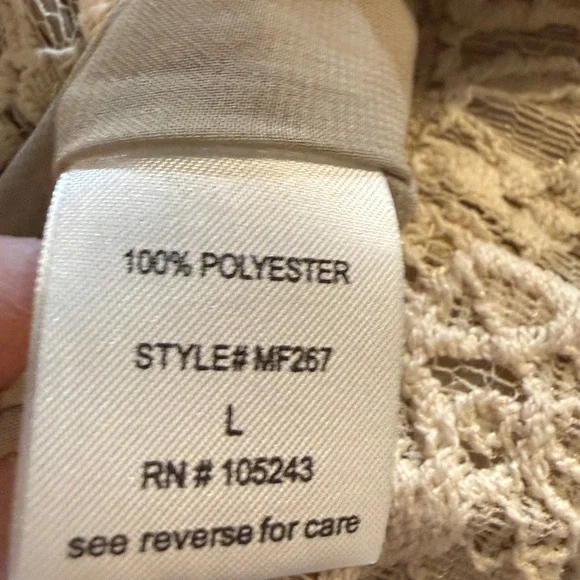 100% POLYESTER
STYLE# MF267
L
RN # 105243
see reverse for care